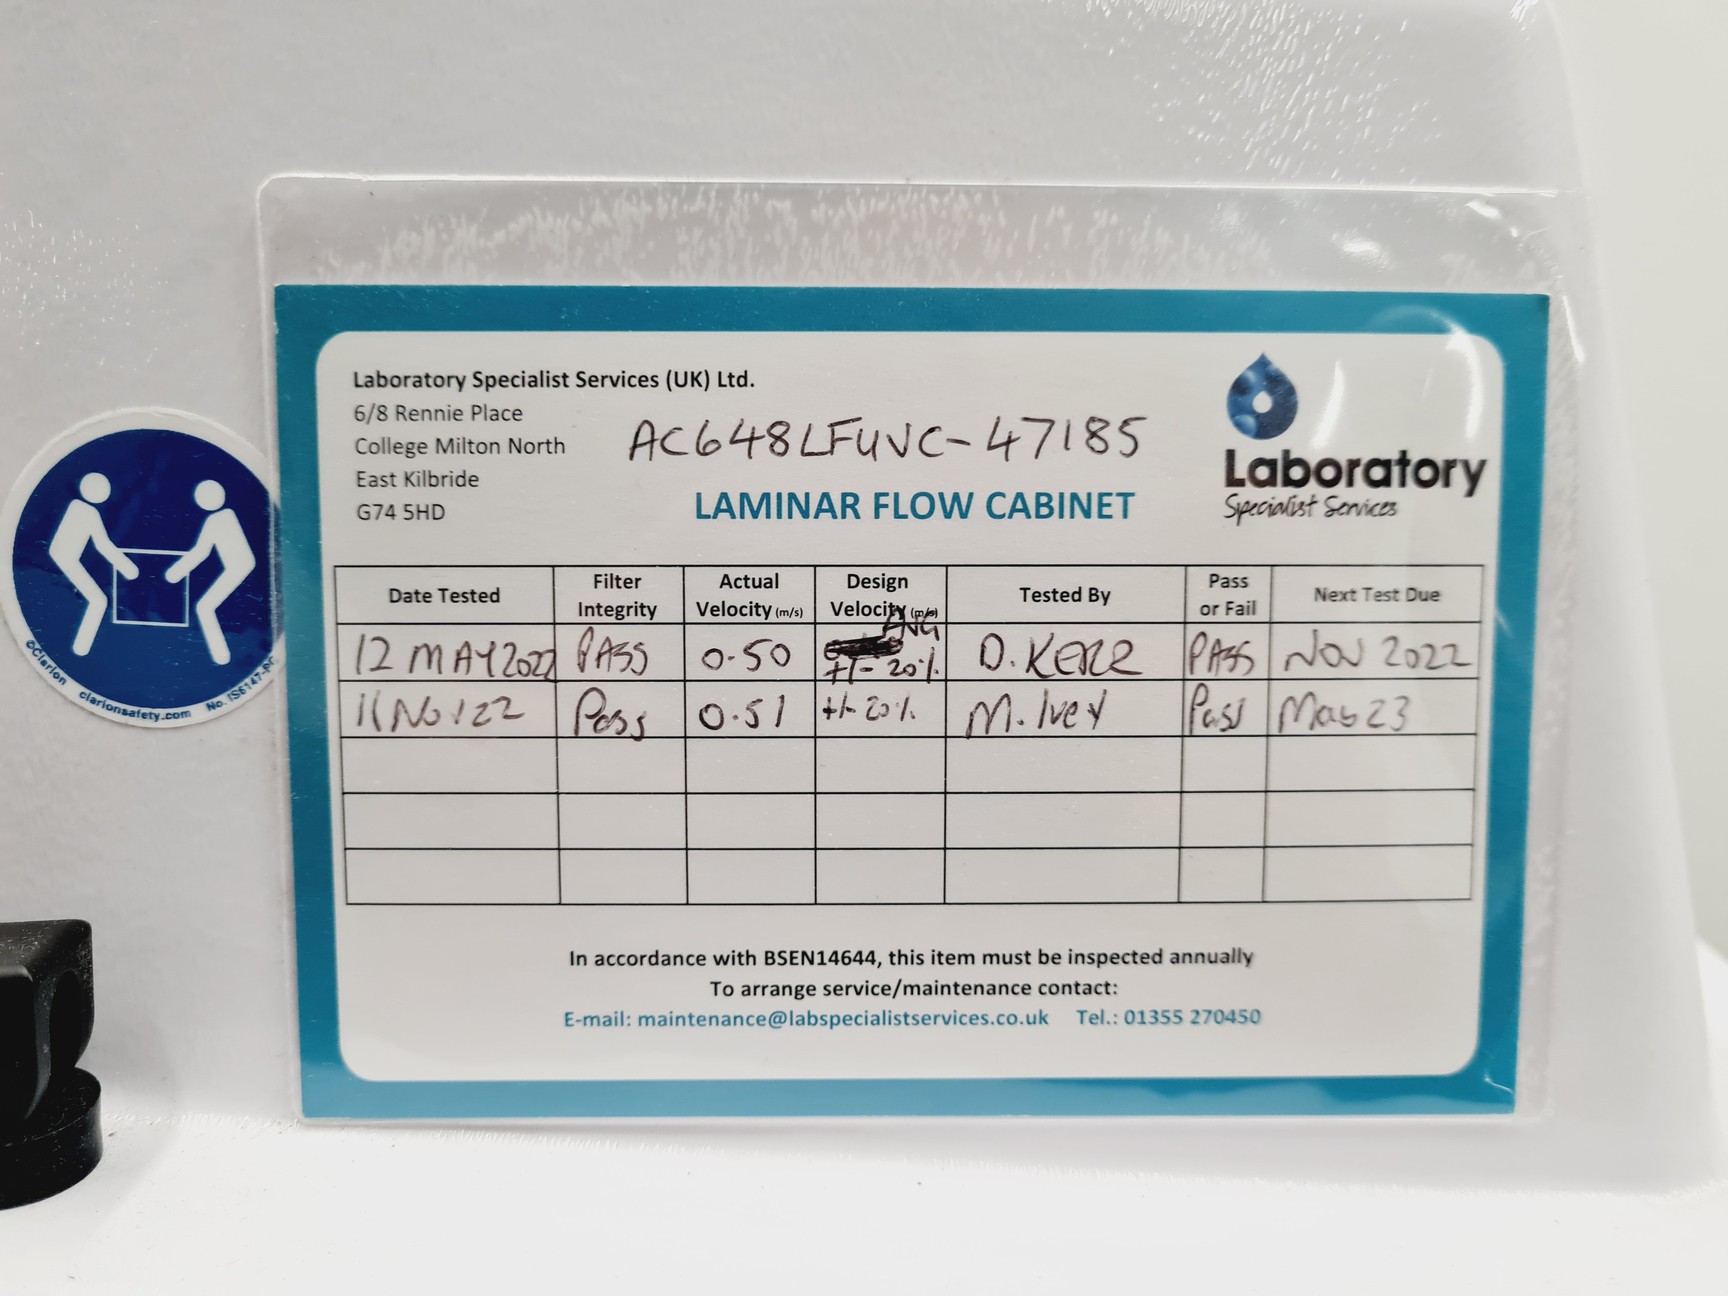 Laboratory Specialist Services (UK) Ltd.
6/8 Rennie Place
College Milton North
East Kilbride
G74 5HD
AC648LFUVC-47185
LAMINAR FLOW CABINET
Laboratory
Specialist Services
Date Tested Filter Integrity Actual Velocity (m/s) Design Velocity (m/s) Tested By Pass or Fail Next Test Due
12 MAY 2022 PASS 0.50 AVG +/- 20% D. KERR PASS NOV 2022
11 Nov 22 Pass 0.51 +/- 20% M. Ivey Pass May 23
In accordance with BSEN14644, this item must be inspected annually
To arrange service/maintenance contact:
E-mail: maintenance@labspecialistservices.co.uk Tel.: 01355 270450
©Clarion clarionsafety.com No. IS6147-